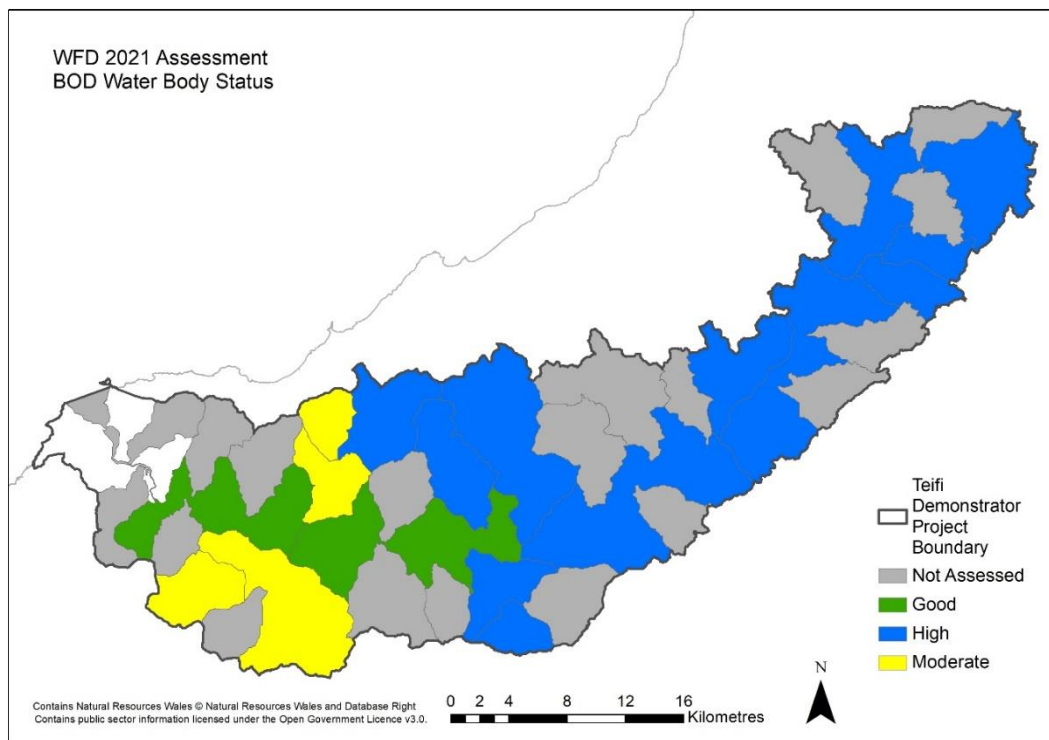 WFD 2021 Assessment
BOD Water Body Status
Teifi
Demonstrator
Project
Boundary
Not Assessed
Good
High
Moderate
N
0 2 4 8 12 16
Kilometres
Contains Natural Resources Wales © Natural Resources Wales and Database Right
Contains public sector information licensed under the Open Government Licence v3.0.